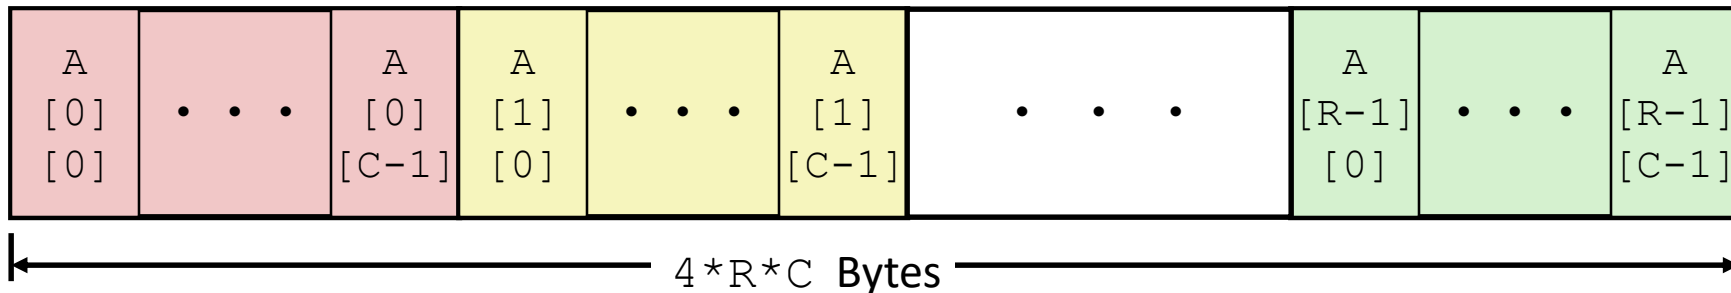 A A A A A A
[0] • • • [0] [1] • • • [1] • • • [R-1] • • • [R-1]
[0] [C-1] [0] [C-1] [0] [C-1]
4*R*C Bytes